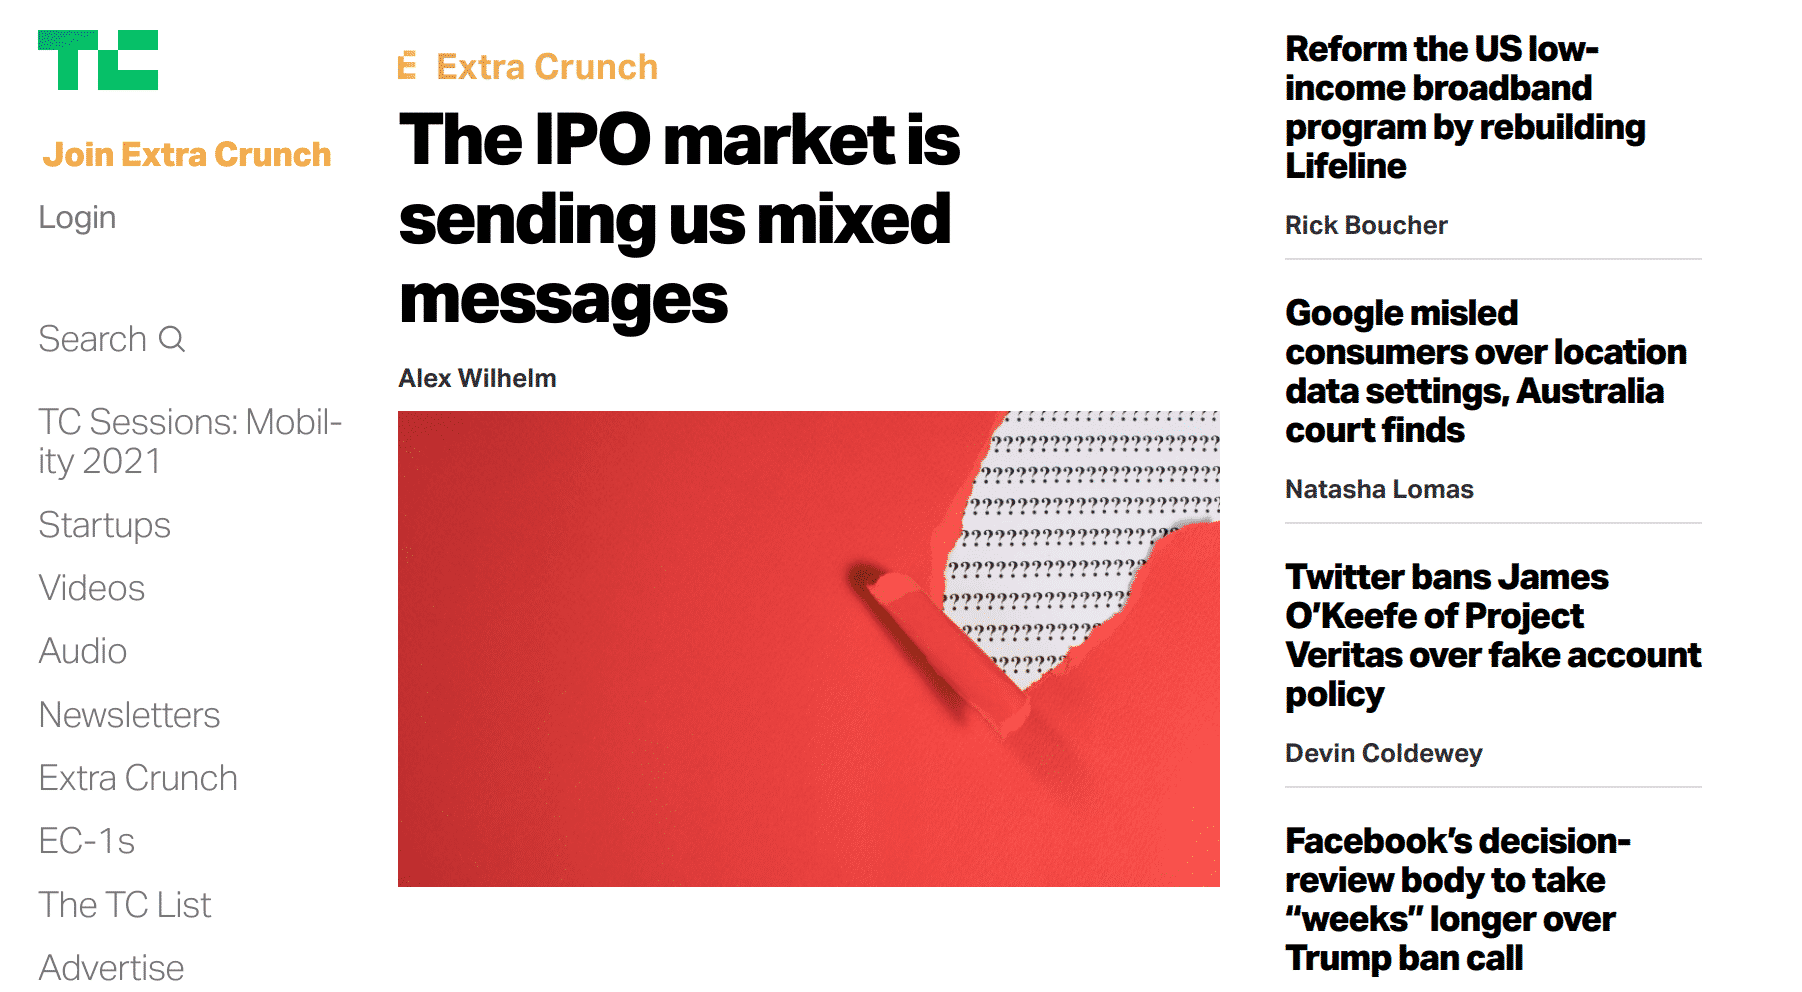 TC
Join Extra Crunch
Login
Search
TC Sessions: Mobil-
ity 2021
Startups
Videos
Audio
Newsletters
Extra Crunch
EC-1s
The TC List
Advertise
Ė Extra Crunch
The IPO market is
sending us mixed
messages
Alex Wilhelm
Reform the US low-
income broadband
program by rebuilding
Lifeline
Rick Boucher
Google misled
consumers over location
data settings, Australia
court finds
Natasha Lomas
Twitter bans James
O’Keefe of Project
Veritas over fake account
policy
Devin Coldewey
Facebook’s decision-
review body to take
“weeks” longer over
Trump ban call